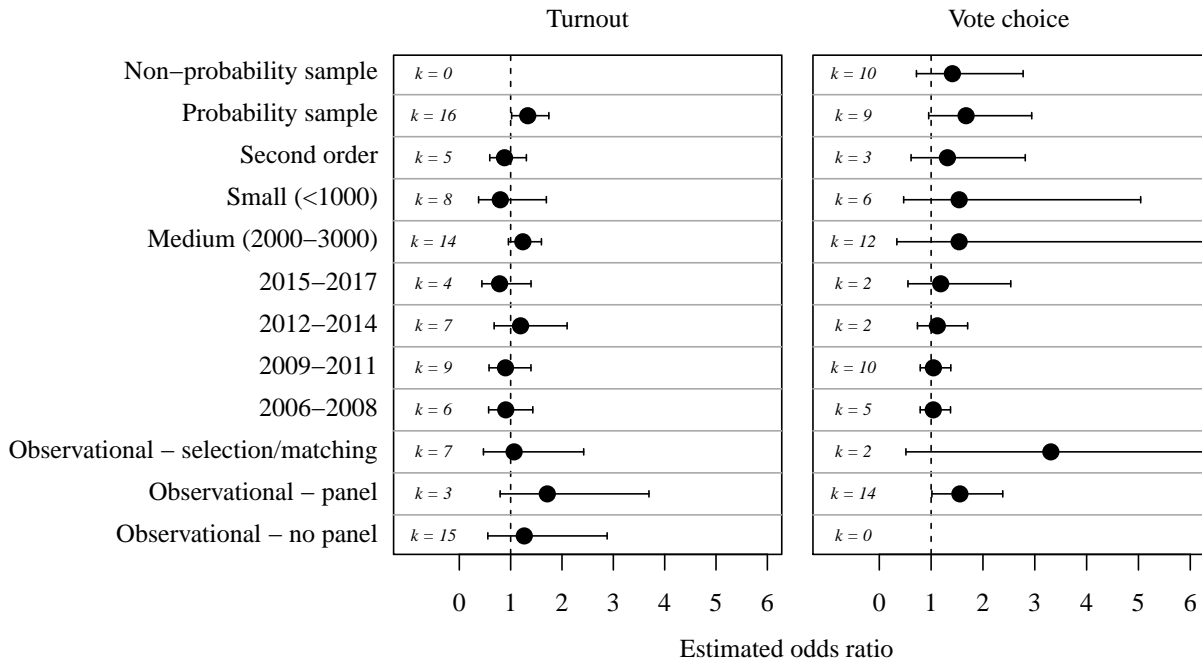 Turnout Vote choice
Non−probability sample k = 0 k = 10
Probability sample k = 16 k = 9
Second order k = 5 k = 3
Small (<1000) k = 8 k = 6
Medium (2000−3000) k = 14 k = 12
2015−2017 k = 4 k = 2
2012−2014 k = 7 k = 2
2009−2011 k = 9 k = 10
2006−2008 k = 6 k = 5
Observational − selection/matching k = 7 k = 2
Observational − panel k = 3 k = 14
Observational − no panel k = 15 k = 0
0 1 2 3 4 5 6 0 1 2 3 4 5 6
Estimated odds ratio